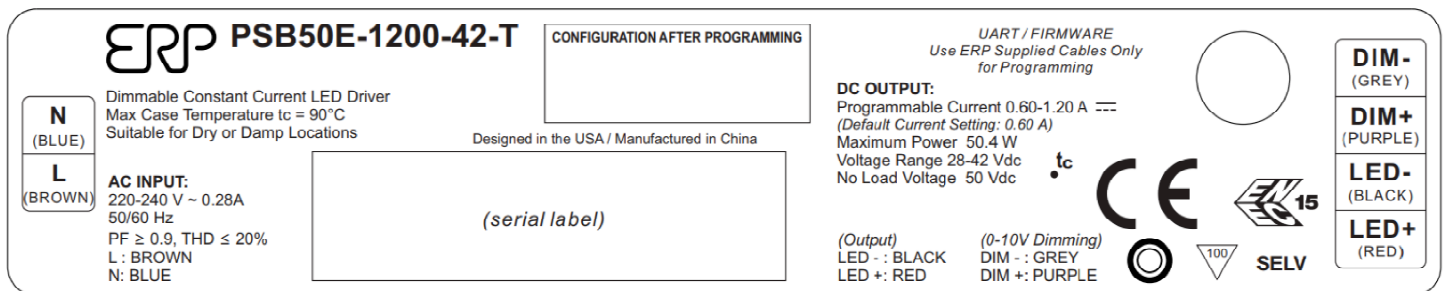 ERP PSB50E-1200-42-T
N
(BLUE)
L
(BROWN)
Dimmable Constant Current LED Driver
Max Case Temperature tc = 90°C
Suitable for Dry or Damp Locations
AC INPUT:
220-240 V ~ 0.28A
50/60 Hz
PF ≥ 0.9, THD ≤ 20%
L : BROWN
N: BLUE
CONFIGURATION AFTER PROGRAMMING
Designed in the USA / Manufactured in China
(serial label)
UART / FIRMWARE
Use ERP Supplied Cables Only
for Programming
DC OUTPUT:
Programmable Current 0.60-1.20 A ⎓
(Default Current Setting: 0.60 A)
Maximum Power 50.4 W
Voltage Range 28-42 Vdc
No Load Voltage 50 Vdc
tc
CE
ENEC 15
(Output)
LED - : BLACK
LED +: RED
(0-10V Dimming)
DIM - : GREY
DIM +: PURPLE
100
SELV
DIM-
(GREY)
DIM+
(PURPLE)
LED-
(BLACK)
LED+
(RED)